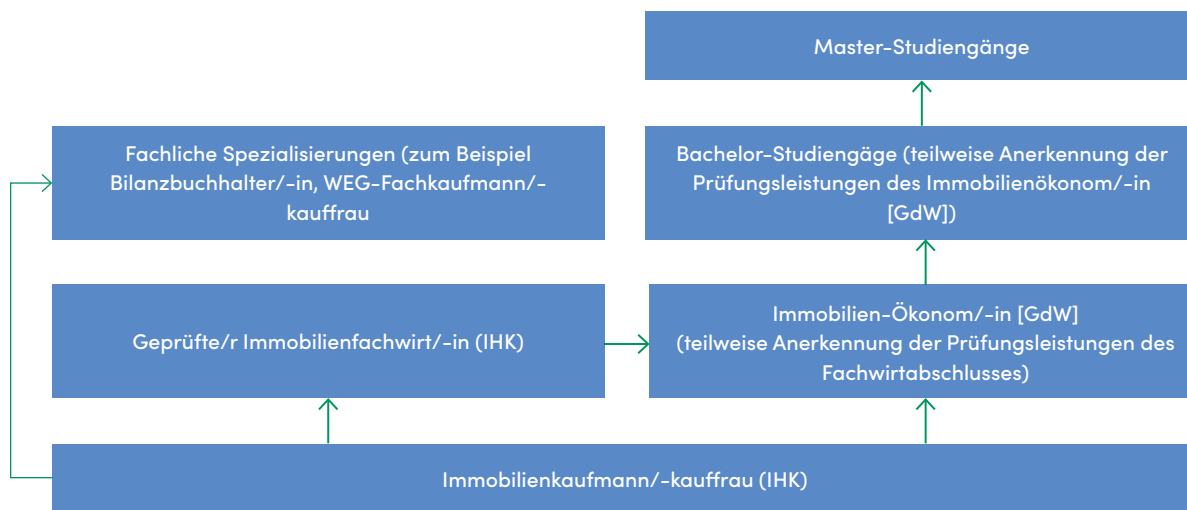 Master-Studiengänge
Fachliche Spezialisierungen (zum Beispiel
Bilanzbuchhalter/-in, WEG-Fachkaufmann/-
kauffrau
Bachelor-Studiengäge (teilweise Anerkennung der
Prüfungsleistungen des Immobilienökonom/-in
[GdW])
Geprüfte/r Immobilienfachwirt/-in (IHK)
Immobilien-Ökonom/-in [GdW]
(teilweise Anerkennung der Prüfungsleistungen des
Fachwirtabschlusses)
Immobilienkaufmann/-kauffrau (IHK)